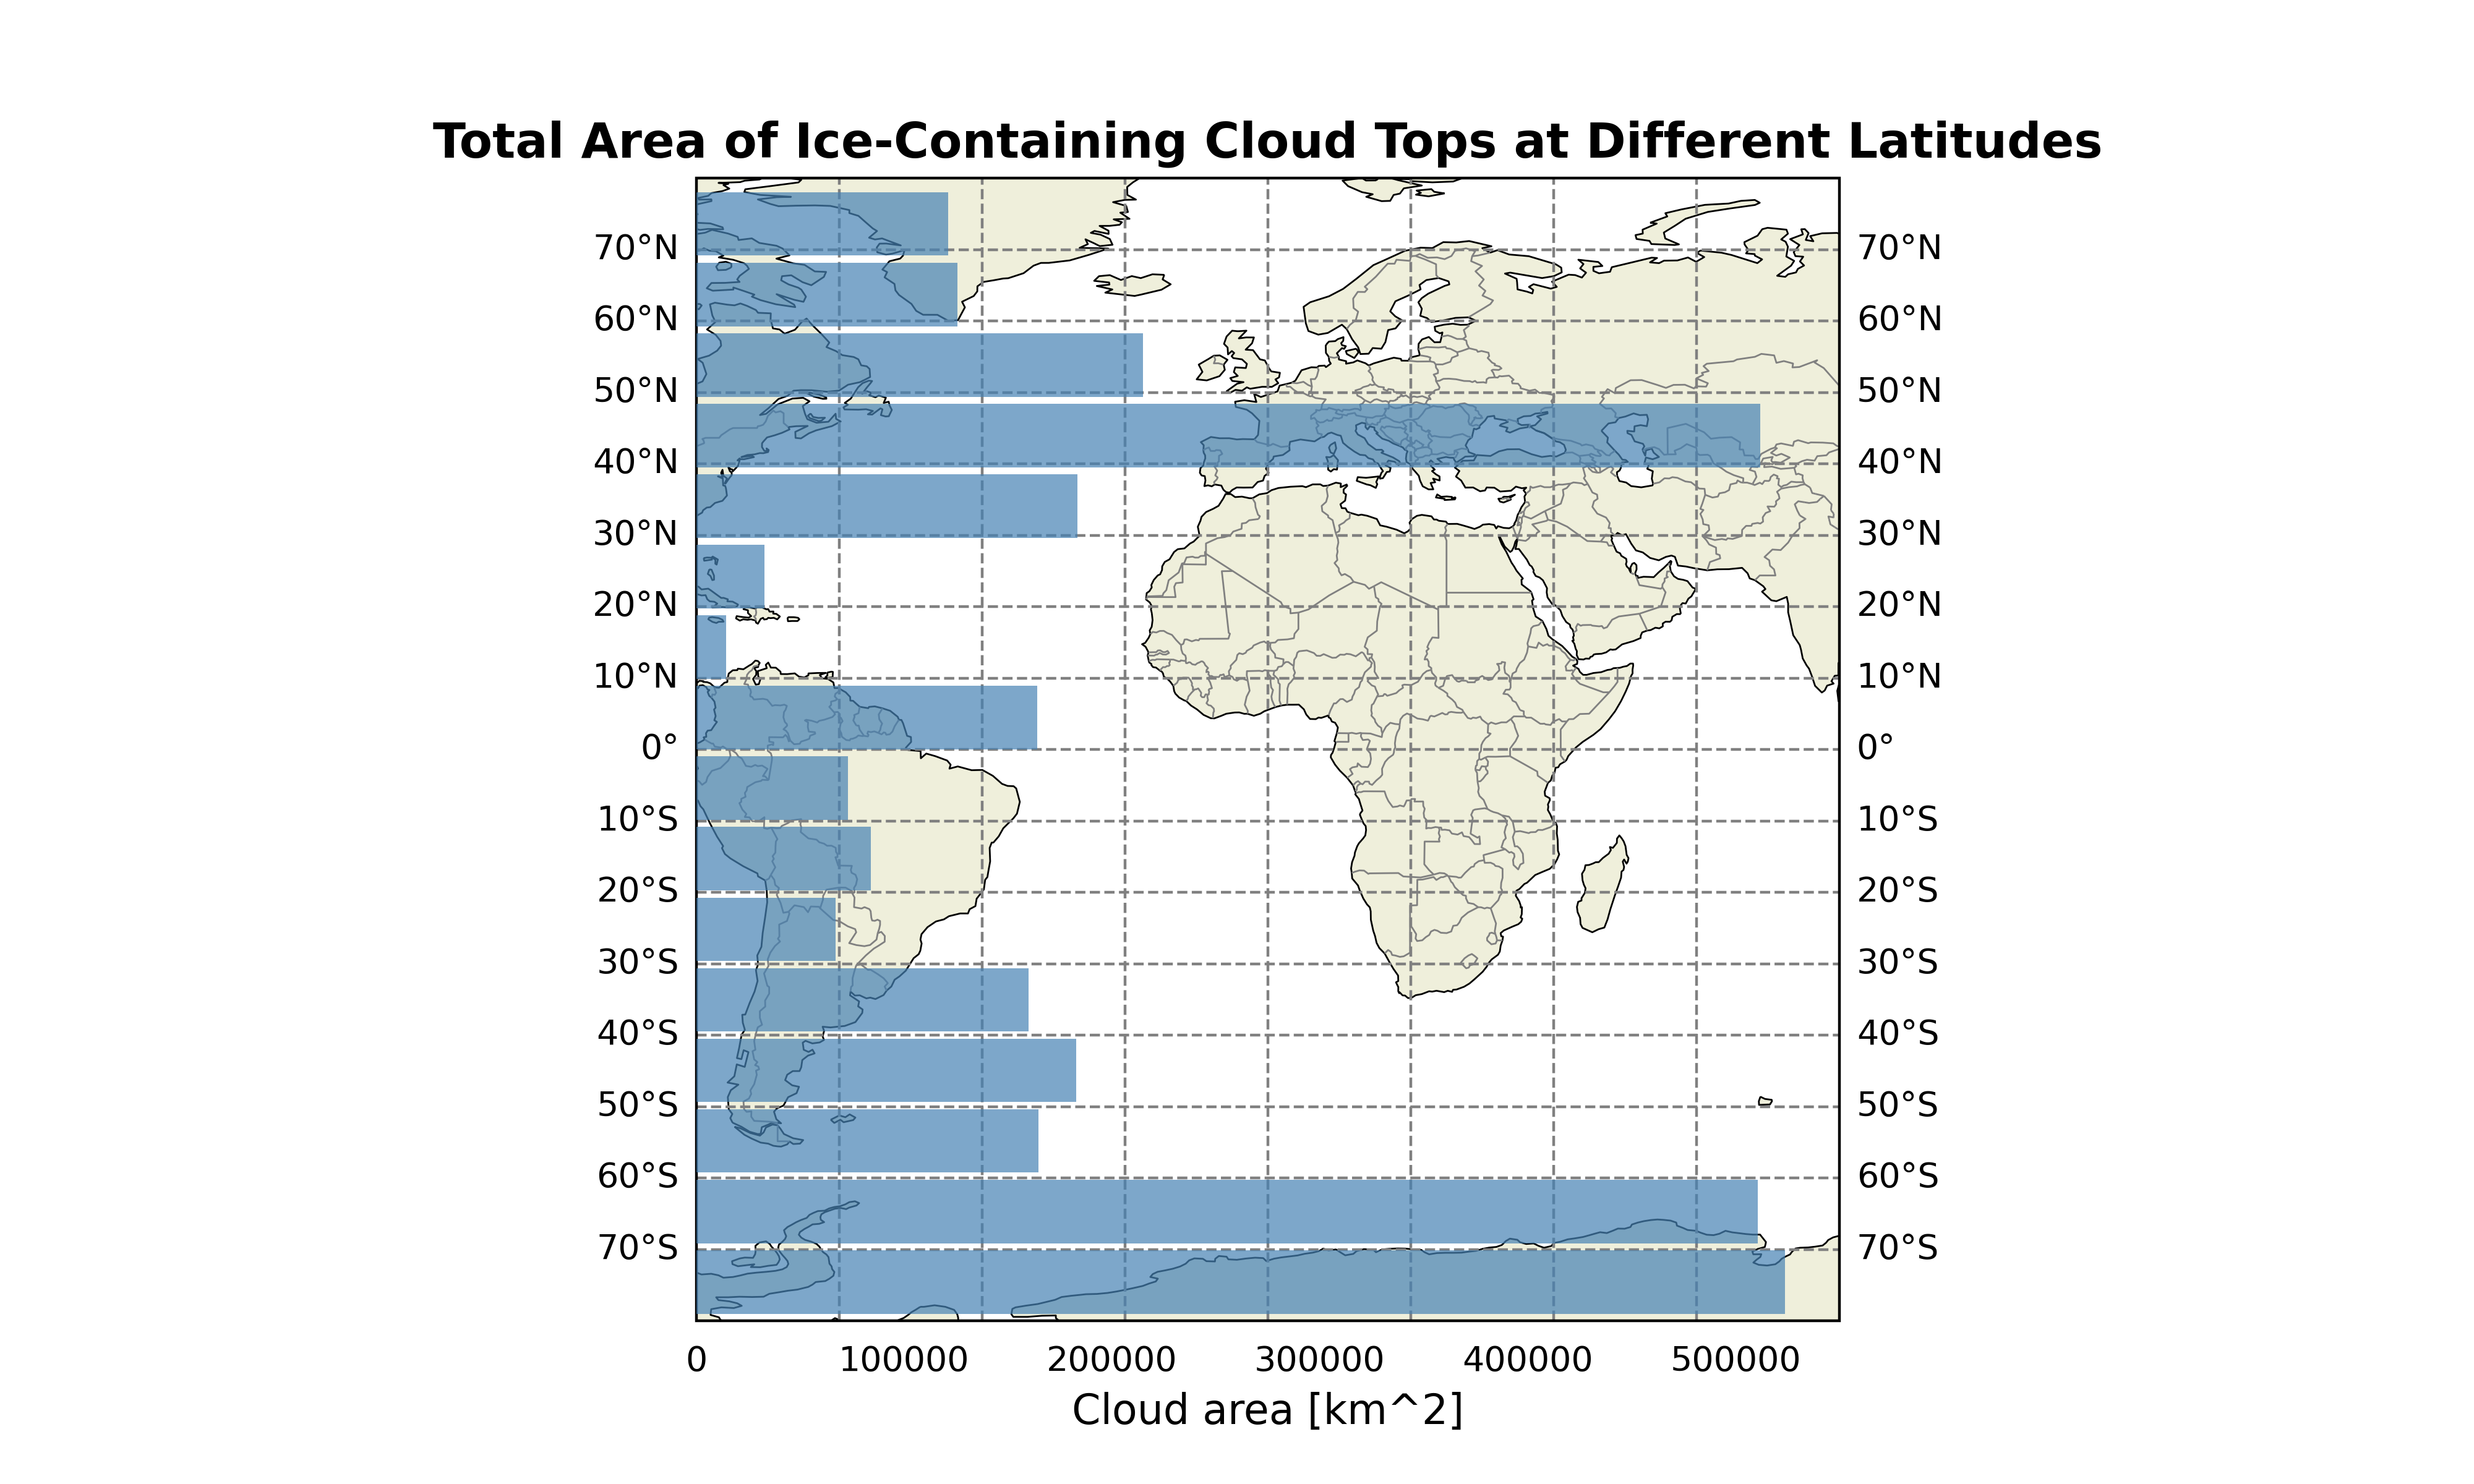 Total Area of Ice-Containing Cloud Tops at Different Latitudes
70°N 70°N
60°N 60°N
50°N 50°N
40°N 40°N
30°N 30°N
20°N 20°N
10°N 10°N
0° 0°
10°S 10°S
20°S 20°S
30°S 30°S
40°S 40°S
50°S 50°S
60°S 60°S
70°S 70°S
0 100000 200000 300000 400000 500000
Cloud area [km^2]